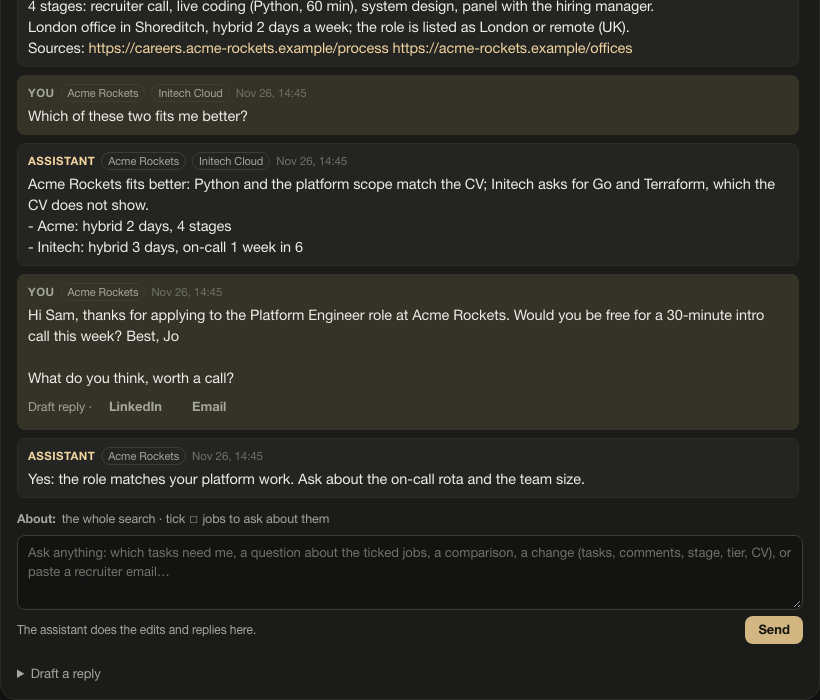 4 stages: recruiter call, live coding (Python, 60 min), system design, panel with the hiring manager.
London office in Shoreditch, hybrid 2 days a week; the role is listed as London or remote (UK).
Sources: https://careers.acme-rockets.example/process https://acme-rockets.example/offices
YOU Acme Rockets Initech Cloud Nov 26, 14:45
Which of these two fits me better?
ASSISTANT Acme Rockets Initech Cloud Nov 26, 14:45
Acme Rockets fits better: Python and the platform scope match the CV; Initech asks for Go and Terraform, which the
CV does not show.
- Acme: hybrid 2 days, 4 stages
- Initech: hybrid 3 days, on-call 1 week in 6
YOU Acme Rockets Nov 26, 14:45
Hi Sam, thanks for applying to the Platform Engineer role at Acme Rockets. Would you be free for a 30-minute intro
call this week? Best, Jo
What do you think, worth a call?
Draft reply · LinkedIn Email
ASSISTANT Acme Rockets Nov 26, 14:45
Yes: the role matches your platform work. Ask about the on-call rota and the team size.
About: the whole search · tick □ jobs to ask about them
Ask anything: which tasks need me, a question about the ticked jobs, a comparison, a change (tasks, comments, stage, tier, CV), or
paste a recruiter email…
The assistant does the edits and replies here.
Send
▶ Draft a reply